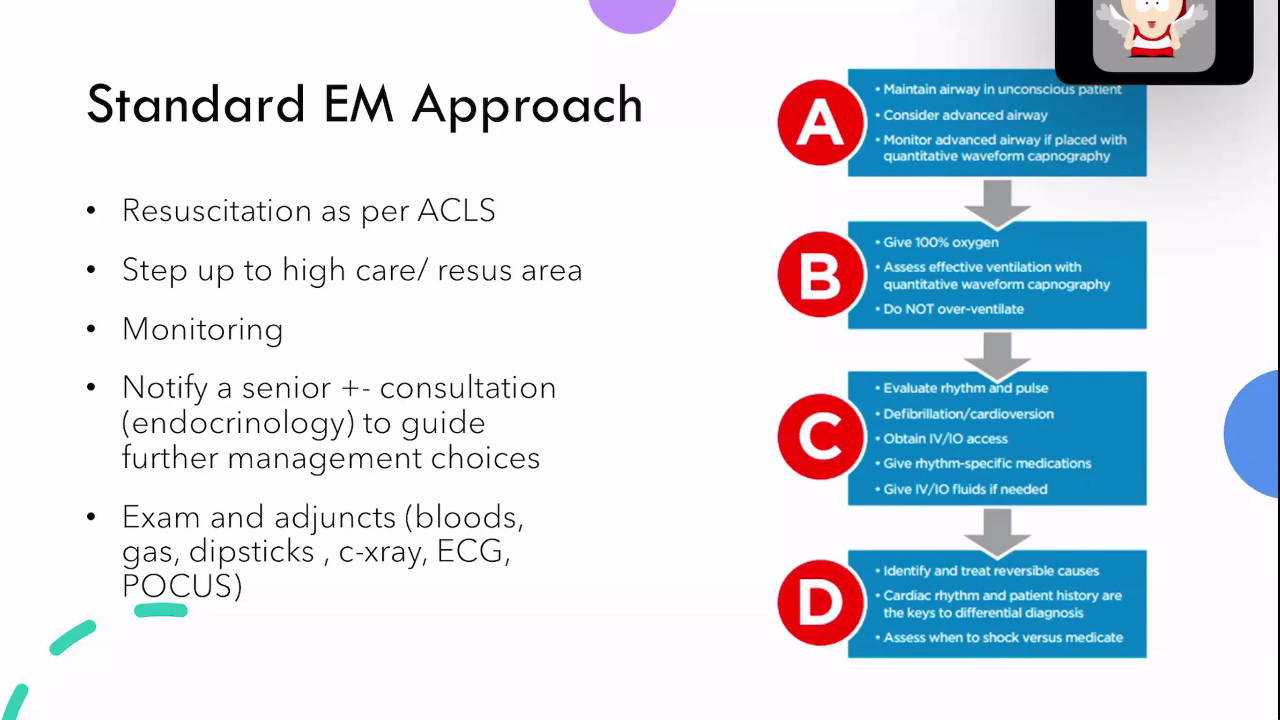 Standard EM Approach
• Resuscitation as per ACLS
• Step up to high care/ resus area
• Monitoring
• Notify a senior +- consultation
(endocrinology) to guide
further management choices
• Exam and adjuncts (bloods,
gas, dipsticks , c-xray, ECG,
POCUS)
A
• Maintain airway in unconscious patient
• Consider advanced airway
• Monitor advanced airway if placed with
quantitative waveform capnography
B
• Give 100% oxygen
• Assess effective ventilation with
quantitative waveform capnography
• Do NOT over-ventilate
C
• Evaluate rhythm and pulse
• Defibrillation/cardioversion
• Obtain IV/IO access
• Give rhythm-specific medications
• Give IV/IO fluids if needed
D
• Identify and treat reversible causes
• Cardiac rhythm and patient history are
the keys to differential diagnosis
• Assess when to shock versus medicate